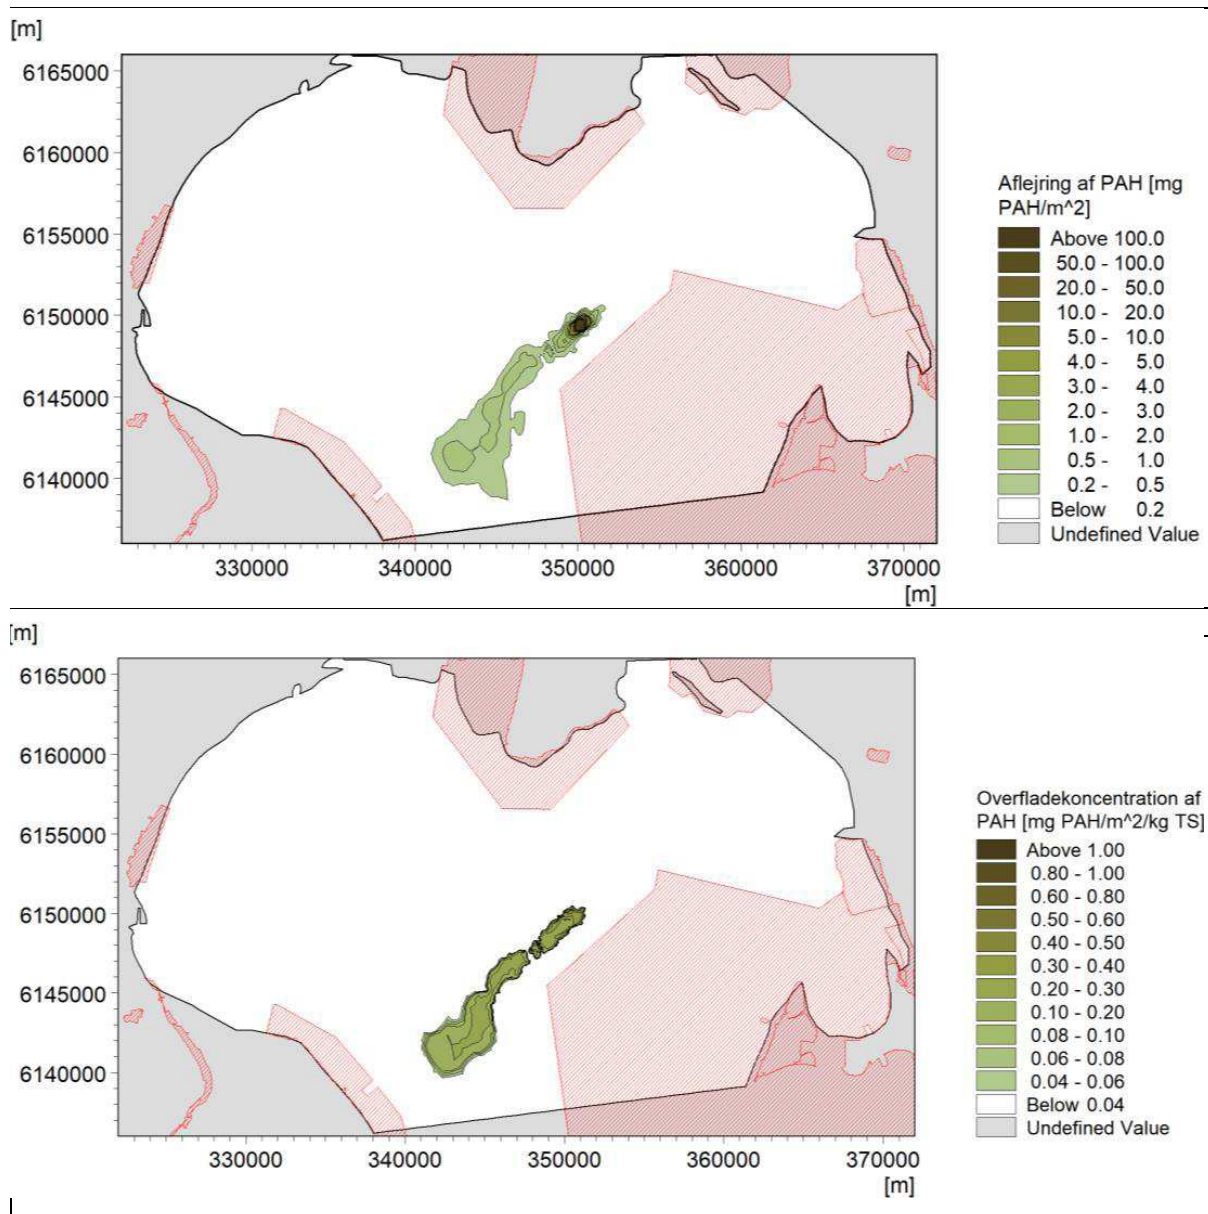 [m]
6165000
6160000
6155000
6150000
6145000
6140000
330000 340000 350000 360000 370000
[m]
Aflejring af PAH [mg
PAH/m^2]
Above 100.0
50.0 - 100.0
20.0 - 50.0
10.0 - 20.0
5.0 - 10.0
4.0 - 5.0
3.0 - 4.0
2.0 - 3.0
1.0 - 2.0
0.5 - 1.0
0.2 - 0.5
Below 0.2
Undefined Value
[m]
6165000
6160000
6155000
6150000
6145000
6140000
330000 340000 350000 360000 370000
[m]
Overfladekoncentration af
PAH [mg PAH/m^2/kg TS]
Above 1.00
0.80 - 1.00
0.60 - 0.80
0.50 - 0.60
0.40 - 0.50
0.30 - 0.40
0.20 - 0.30
0.10 - 0.20
0.08 - 0.10
0.06 - 0.08
0.04 - 0.06
Below 0.04
Undefined Value